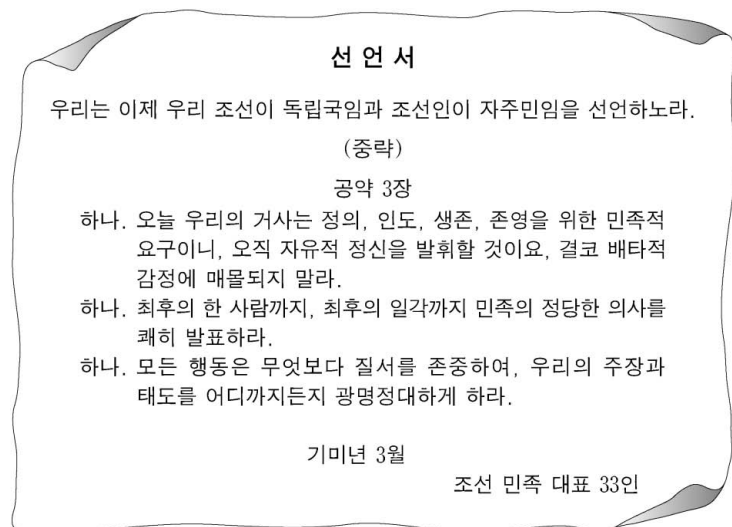 선 언 서
우리는 이제 우리 조선이 독립국임과 조선인이 자주민임을 선언하노라.
(중략)
공약 3장
하나. 오늘 우리의 거사는 정의, 인도, 생존, 존영을 위한 민족적
요구이니, 오직 자유적 정신을 발휘할 것이요, 결코 배타적
감정에 매몰되지 말라.
하나. 최후의 한 사람까지, 최후의 일각까지 민족의 정당한 의사를
쾌히 발표하라.
하나. 모든 행동은 무엇보다 질서를 존중하여, 우리의 주장과
태도를 어디까지든지 광명정대하게 하라.
기미년 3월
조선 민족 대표 33인